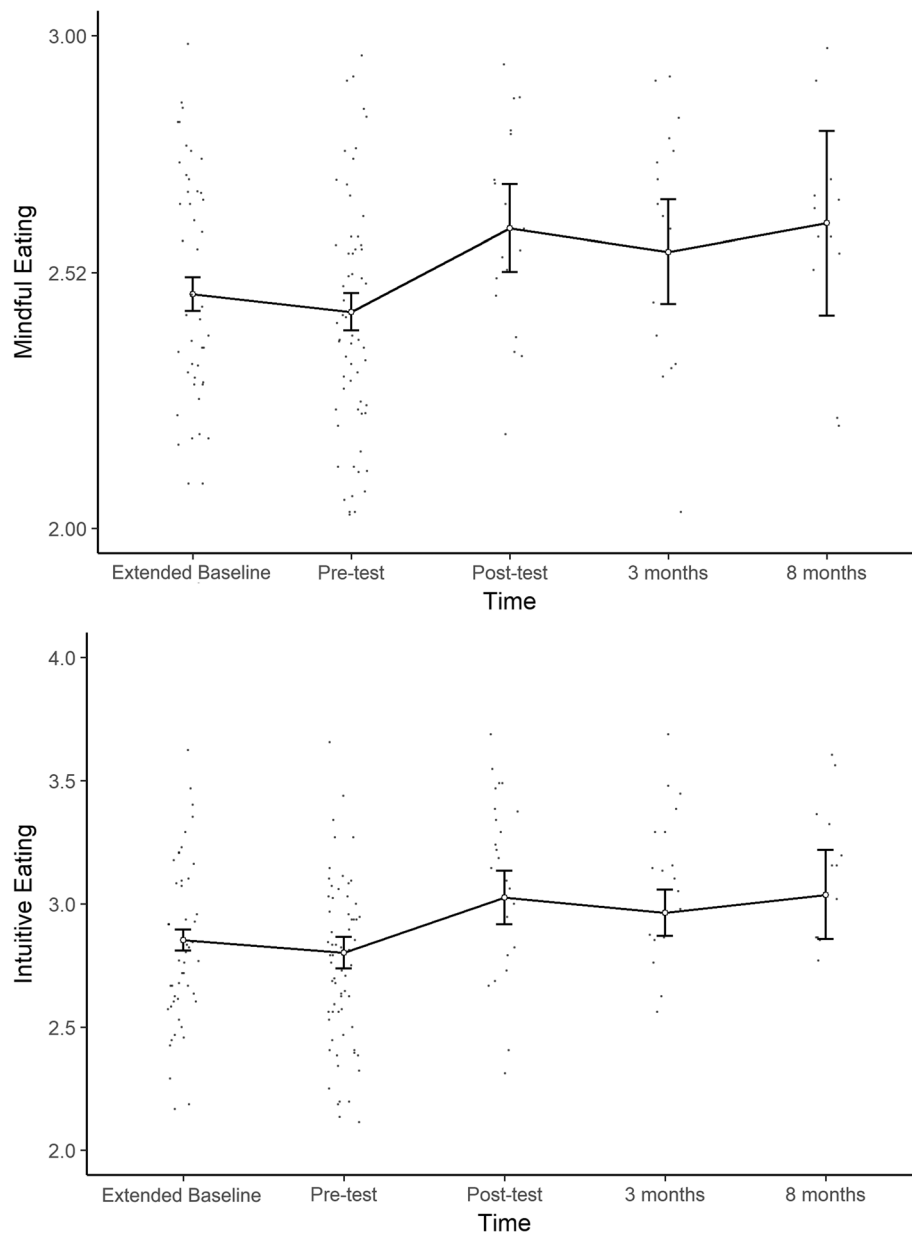 3.00
Mindful Eating
2.52
2.00
Extended Baseline Pre-test Post-test 3 months 8 months
Time
4.0
3.5
Intuitive Eating
3.0
2.5
2.0
Extended Baseline Pre-test Post-test 3 months 8 months
Time